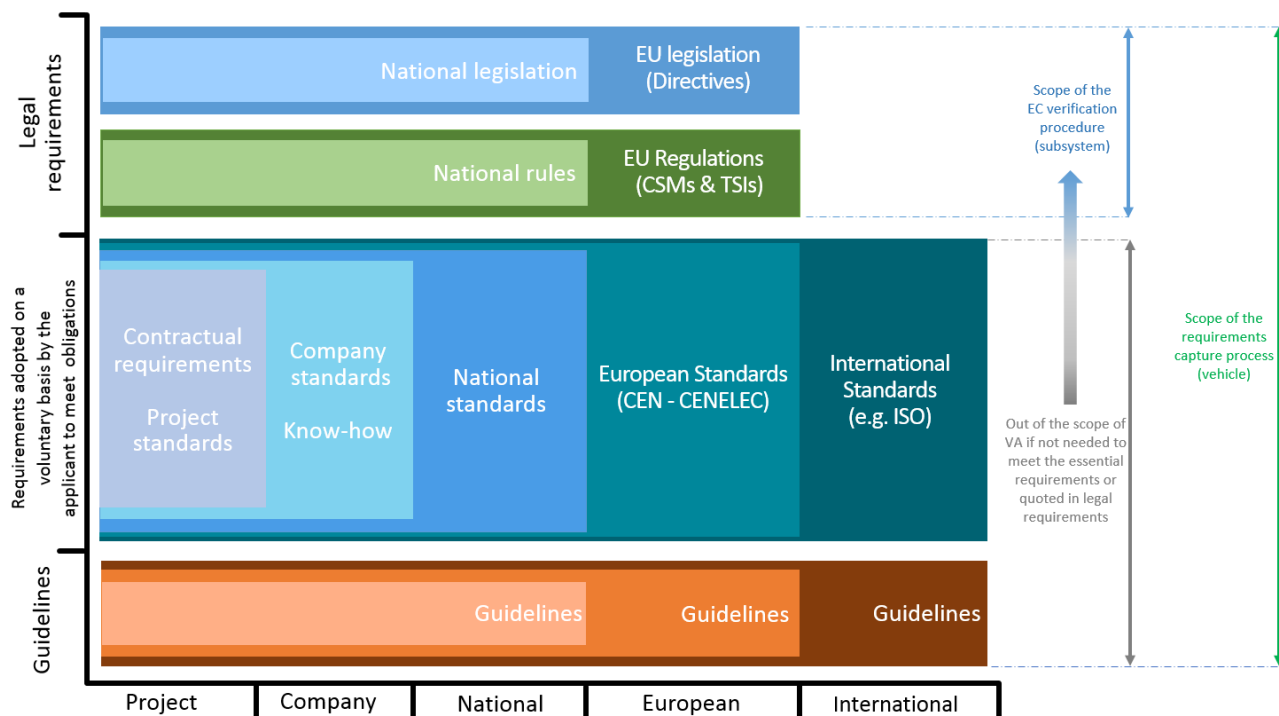 Legal
requirements
National legislation
EU legislation
(Directives)
National rules
EU Regulations
(CSMs & TSIs)
Scope of the
EC verification
procedure
(subsystem)
Requirements adopted on a
voluntary basis by the
applicant to meet obligations
Contractual
requirements
Project
standards
Company
standards
Know-how
National
standards
European Standards
(CEN - CENELEC)
International
Standards
(e.g. ISO)
Out of the scope of
VA if not needed to
meet the essential
requirements or
quoted in legal
requirements
Scope of the
requirements
capture process
(vehicle)
Guidelines
Guidelines
Guidelines
Guidelines
Project
Company
National
European
International